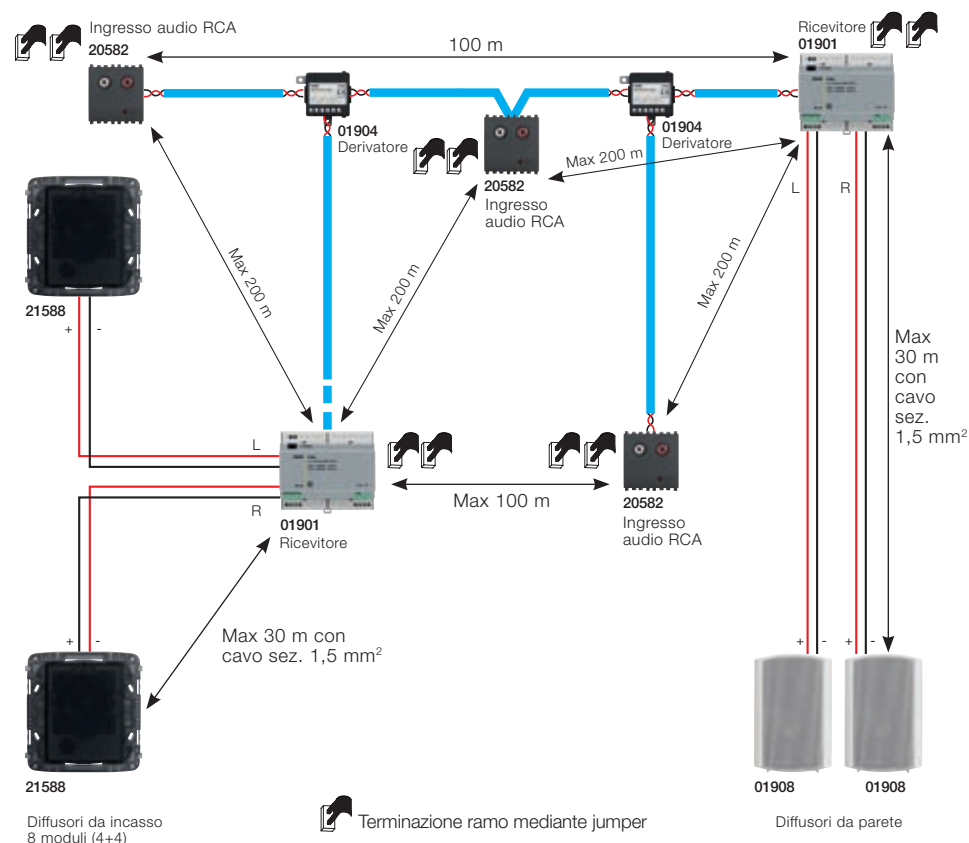 Ingresso audio RCA
20582
100 m
Ricevitore
01901
01904
Derivatore
01904
Derivatore
20582
Ingresso
audio RCA
Max 200 m
L
R
Max 200 m
Max 200 m
Max 200 m
21588
+
-
Max
30 m
con
cavo
sez.
1,5 mm²
L
R
01901
Ricevitore
Max 100 m
20582
Ingresso
audio RCA
Max 30 m con
cavo sez. 1,5 mm²
+
-
+
-
+
-
21588
01908
01908
Diffusori da incasso
8 moduli (4+4)
Terminazione ramo mediante jumper
Diffusori da parete